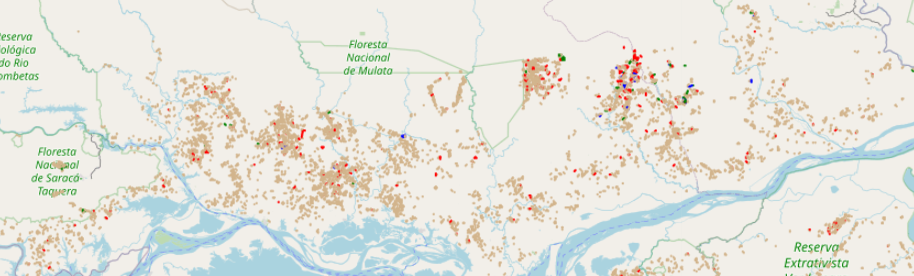 Reserva
ológica
do Rio
ombetas
Floresta
Nacional
de Mulata
Floresta
Nacional
de Saracá-
Taquera
Reserva
Extrativista